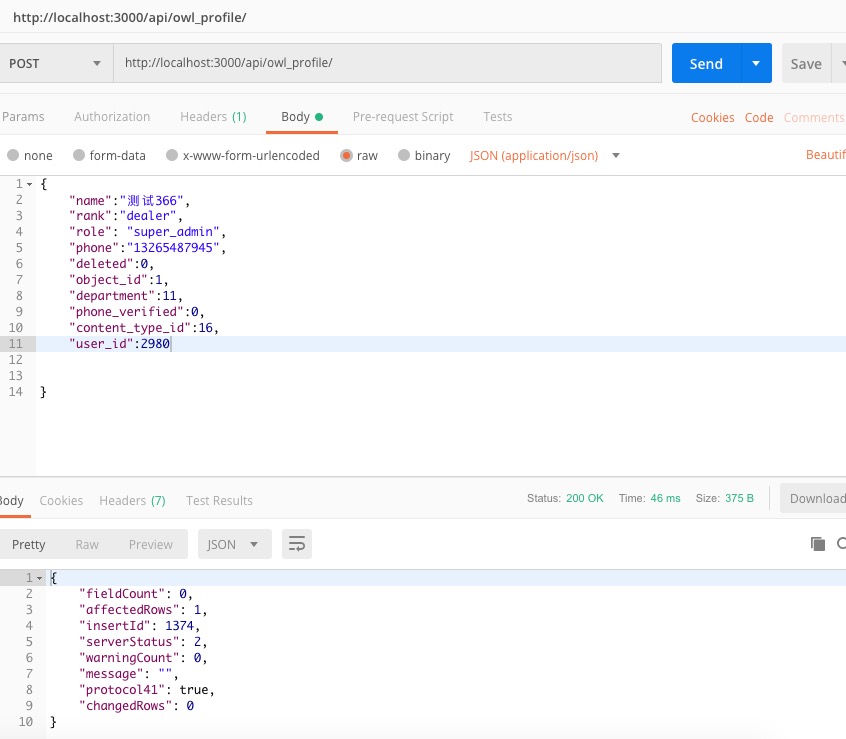 http://localhost:3000/api/owl_profile/
POST http://localhost:3000/api/owl_profile/ Send Save
Params Authorization Headers (1) Body Pre-request Script Tests Cookies Code Comments
none form-data x-www-form-urlencoded raw binary JSON (application/json) Beautif
1 {
2 "name":"测试366",
3 "rank":"dealer",
4 "role": "super_admin",
5 "phone":"13265487945",
6 "deleted":0,
7 "object_id":1,
8 "department":11,
9 "phone_verified":0,
10 "content_type_id":16,
11 "user_id":2980
12
13
14 }
Body Cookies Headers (7) Test Results Status: 200 OK Time: 46 ms Size: 375 B Download
Pretty Raw Preview JSON
1 {
2 "fieldCount": 0,
3 "affectedRows": 1,
4 "insertId": 1374,
5 "serverStatus": 2,
6 "warningCount": 0,
7 "message": "",
8 "protocol41": true,
9 "changedRows": 0
10 }